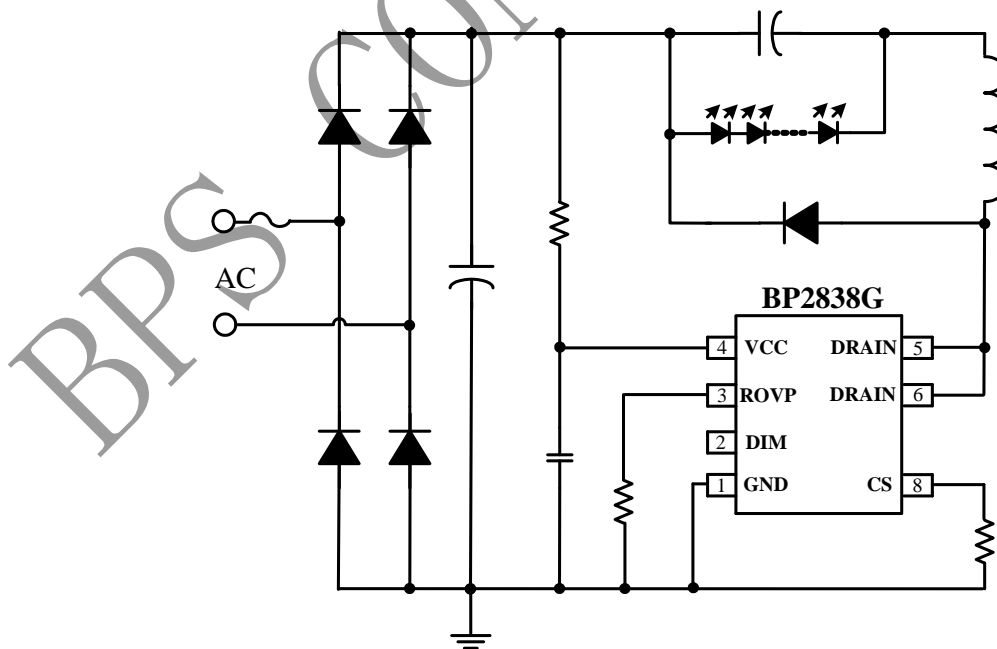 BPS CON
AC
BP2838G
4 VCC DRAIN 5
3 ROVP DRAIN 6
2 DIM
1 GND CS 8